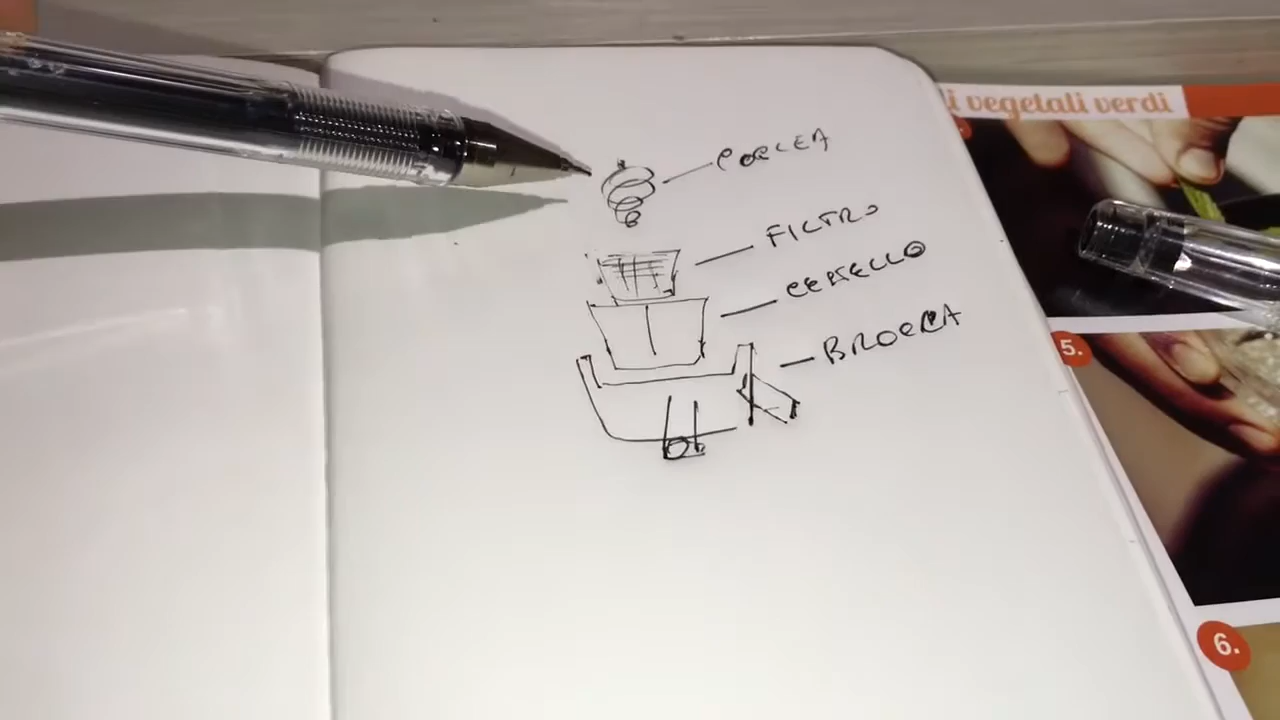 COCLEA
FILTRO
CESTELLO
BROCCA
i vegetali verdi
5.
6.